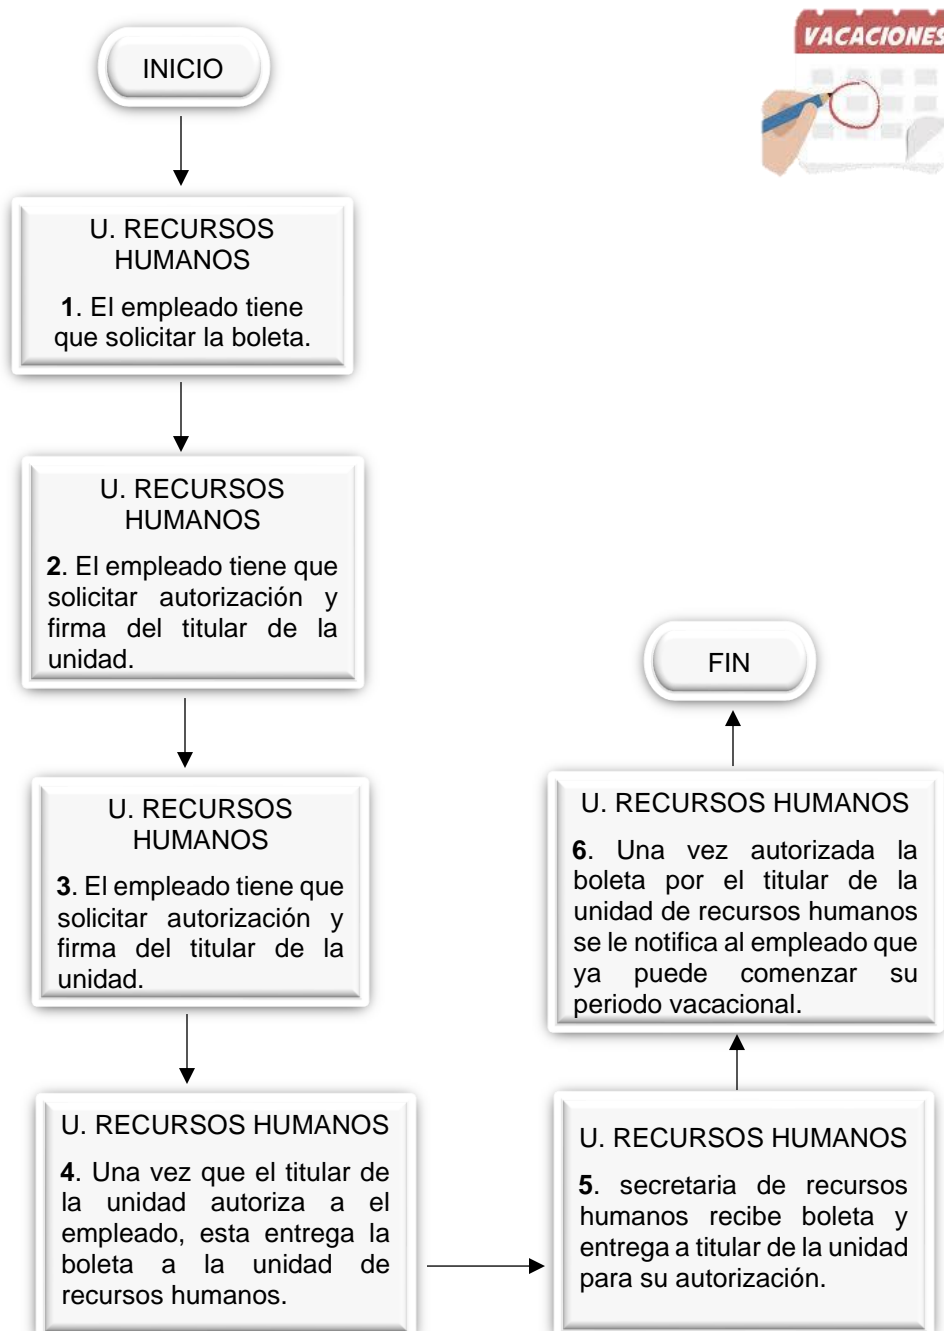 VACACIONES
INICIO
U. RECURSOS
HUMANOS
1. El empleado tiene
que solicitar la boleta.
U. RECURSOS
HUMANOS
2. El empleado tiene que
solicitar autorización y
firma del titular de la
unidad.
U. RECURSOS
HUMANOS
3. El empleado tiene que
solicitar autorización y
firma del titular de la
unidad.
U. RECURSOS HUMANOS
4. Una vez que el titular de
la unidad autoriza a el
empleado, esta entrega la
boleta a la unidad de
recursos humanos.
U. RECURSOS HUMANOS
5. secretaria de recursos
humanos recibe boleta y
entrega a titular de la unidad
para su autorización.
U. RECURSOS HUMANOS
6. Una vez autorizada la
boleta por el titular de la
unidad de recursos humanos
se le notifica al empleado que
ya puede comenzar su
periodo vacacional.
FIN